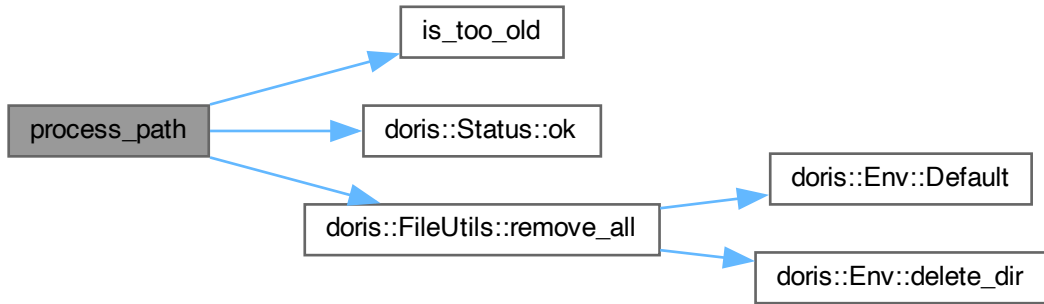 is_too_old
process_path
doris::Status::ok
doris::Env::Default
doris::FileUtils::remove_all
doris::Env::delete_dir